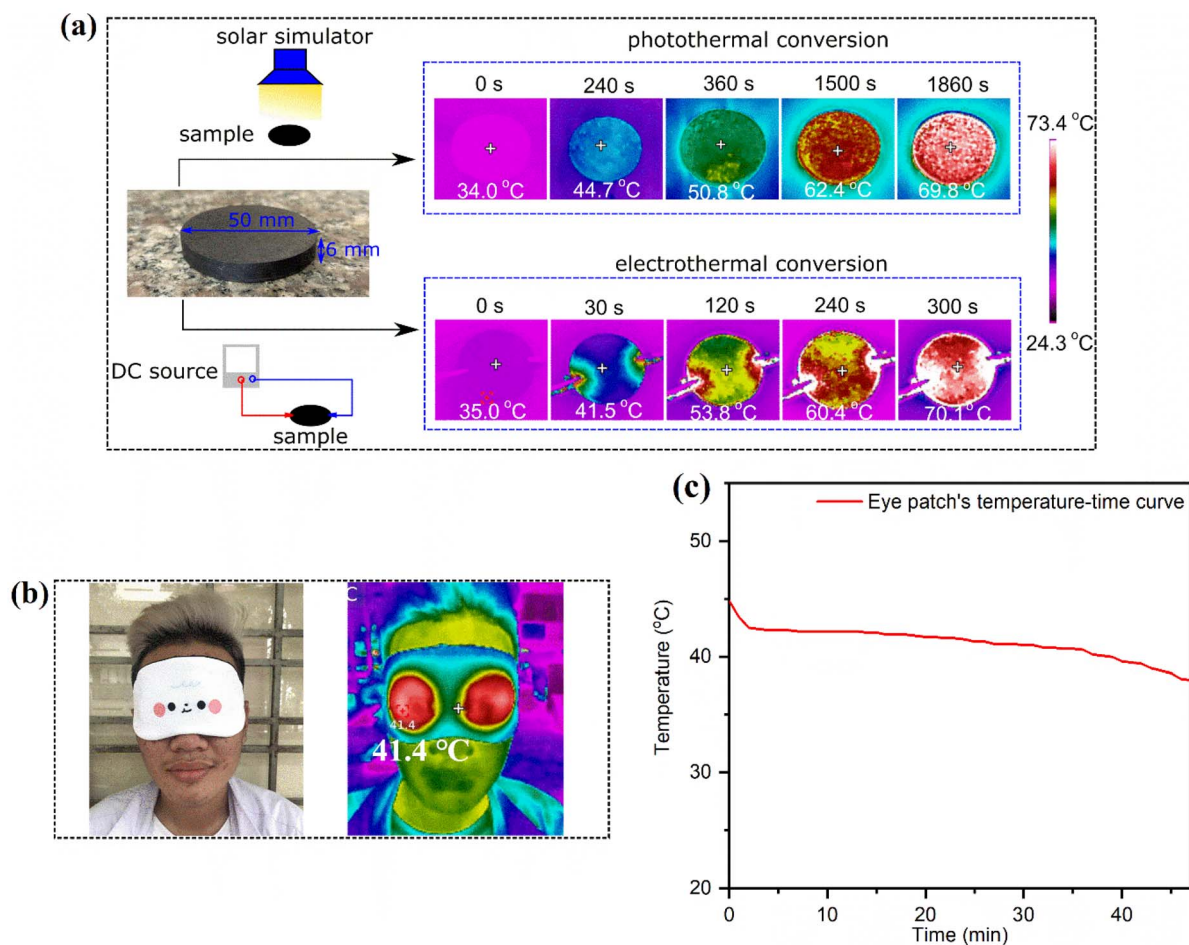 (a)
solar simulator
sample
50 mm
6 mm
DC source
sample
photothermal conversion
0 s 240 s 360 s 1500 s 1860 s
34.0 °C 44.7 °C 50.8 °C 62.4 °C 69.8 °C
electrothermal conversion
0 s 30 s 120 s 240 s 300 s
35.0 °C 41.5 °C 53.8 °C 60.4 °C 70.1 °C
73.4 °C
24.3 °C
(b)
C
41.4
41.4 °C
(c)
Eye patch's temperature-time curve
Temperature (°C)
50
40
30
20
0 10 20 30 40
Time (min)